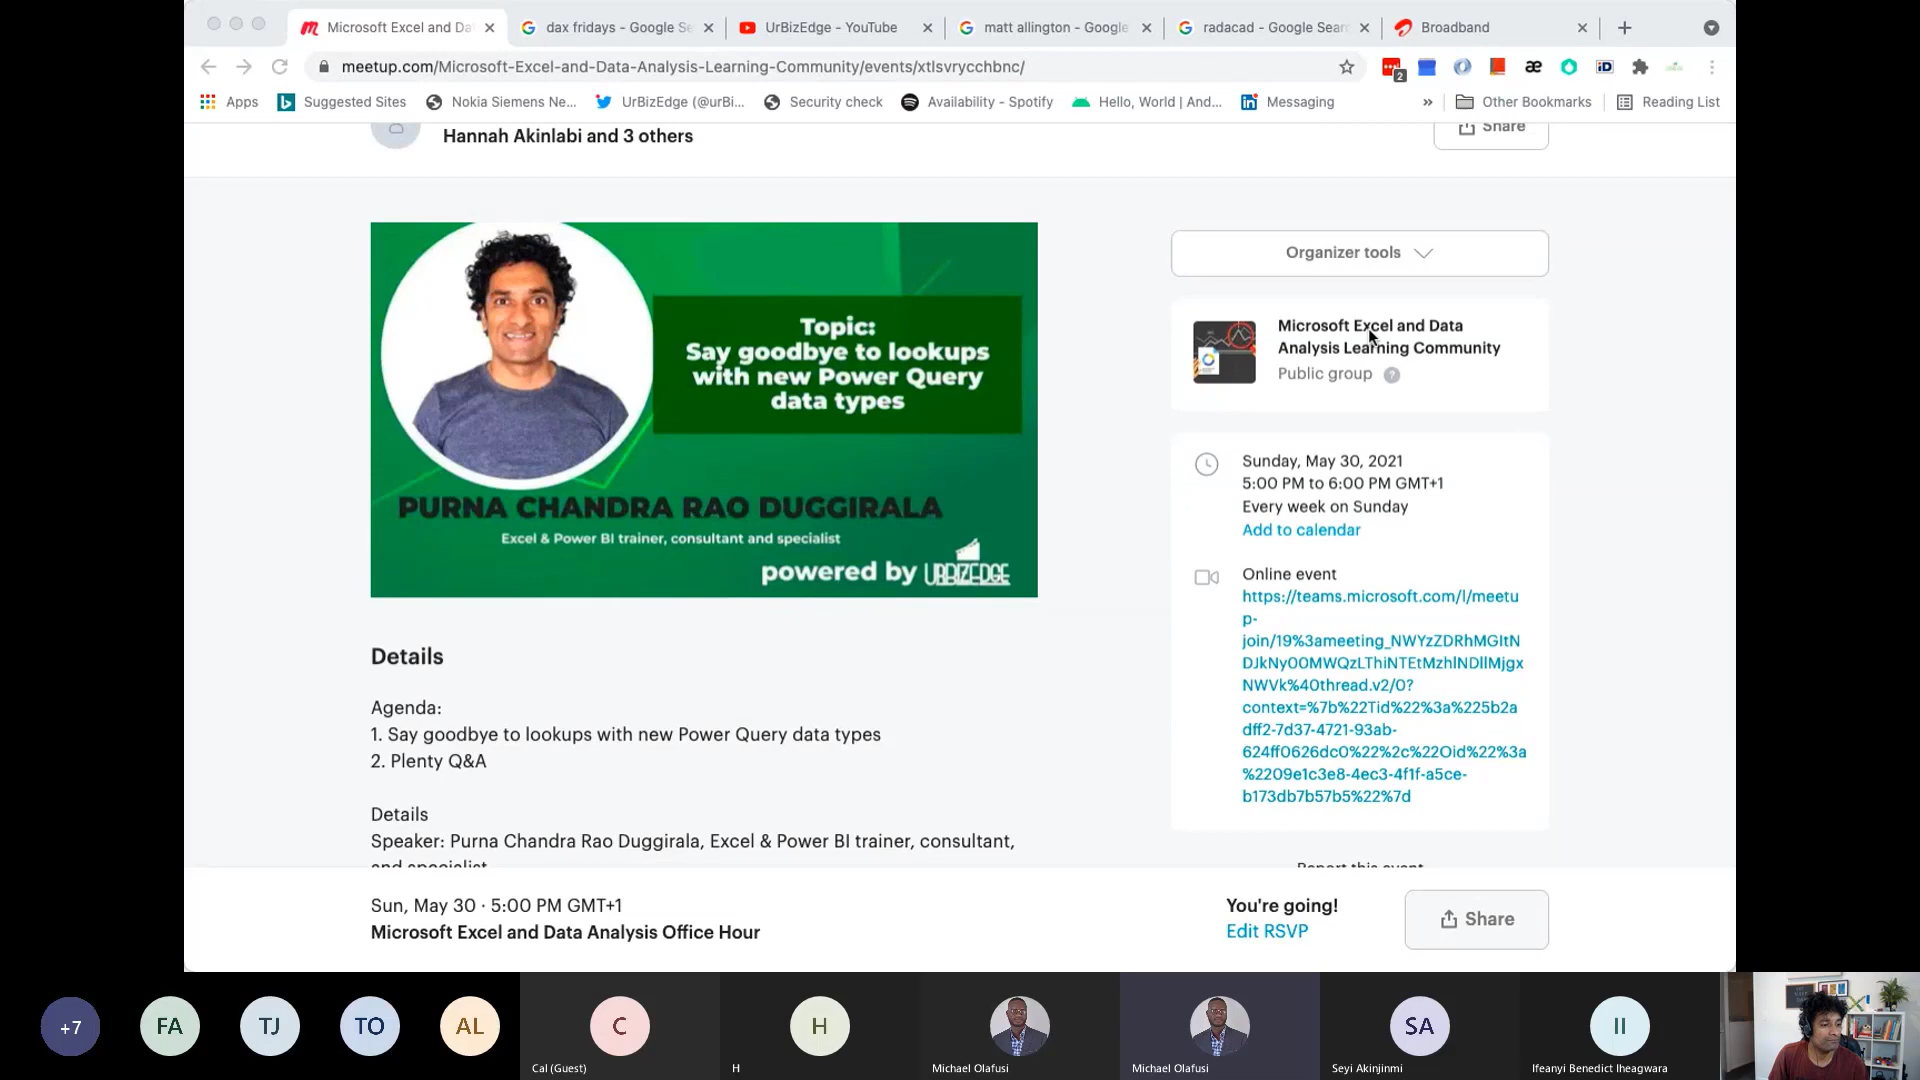 Microsoft Excel and Da
dax fridays - Google Se
UrBizEdge - YouTube
matt allington - Google
radacad - Google Sear
Broadband
meetup.com/Microsoft-Excel-and-Data-Analysis-Learning-Community/events/xtlsvrycchbnc/
2
Apps
Suggested Sites
Nokia Siemens Ne...
UrBizEdge (@urBi...
Security check
Availability - Spotify
Hello, World | And...
Messaging
»
Other Bookmarks
Reading List
Hannah Akinlabi and 3 others
Share
Topic:
Say goodbye to lookups
with new Power Query
data types
PURNA CHANDRA RAO DUGGIRALA
Excel & Power BI trainer, consultant and specialist
powered by URBIZEDGE
Organizer tools
Microsoft Excel and Data
Analysis Learning Community
Public group ?
Sunday, May 30, 2021
5:00 PM to 6:00 PM GMT+1
Every week on Sunday
Add to calendar
Online event
https://teams.microsoft.com/l/meetu
p-
join/19%3ameeting_NWYzZDRhMGItN
DJkNy00MWQzLThiNTEtMzhlNDllMjgx
NWVk%40thread.v2/0?
context=%7b%22Tid%22%3a%225b2a
dff2-7d37-4721-93ab-
624ff0626dc0%22%2c%22Oid%22%3a
%2209e1c3e8-4ec3-4f1f-a5ce-
b173db7b57b5%22%7d
Report this event
Details
Agenda:
1. Say goodbye to lookups with new Power Query data types
2. Plenty Q&A
Details
Speaker: Purna Chandra Rao Duggirala, Excel & Power BI trainer, consultant,
and specialist
Sun, May 30 · 5:00 PM GMT+1
Microsoft Excel and Data Analysis Office Hour
You're going!
Edit RSVP
Share
+7
FA
TJ
TO
AL
C
Cal (Guest)
H
H
Michael Olafusi
Michael Olafusi
SA
Seyi Akinjinmi
II
Ifeanyi Benedict Iheagwara